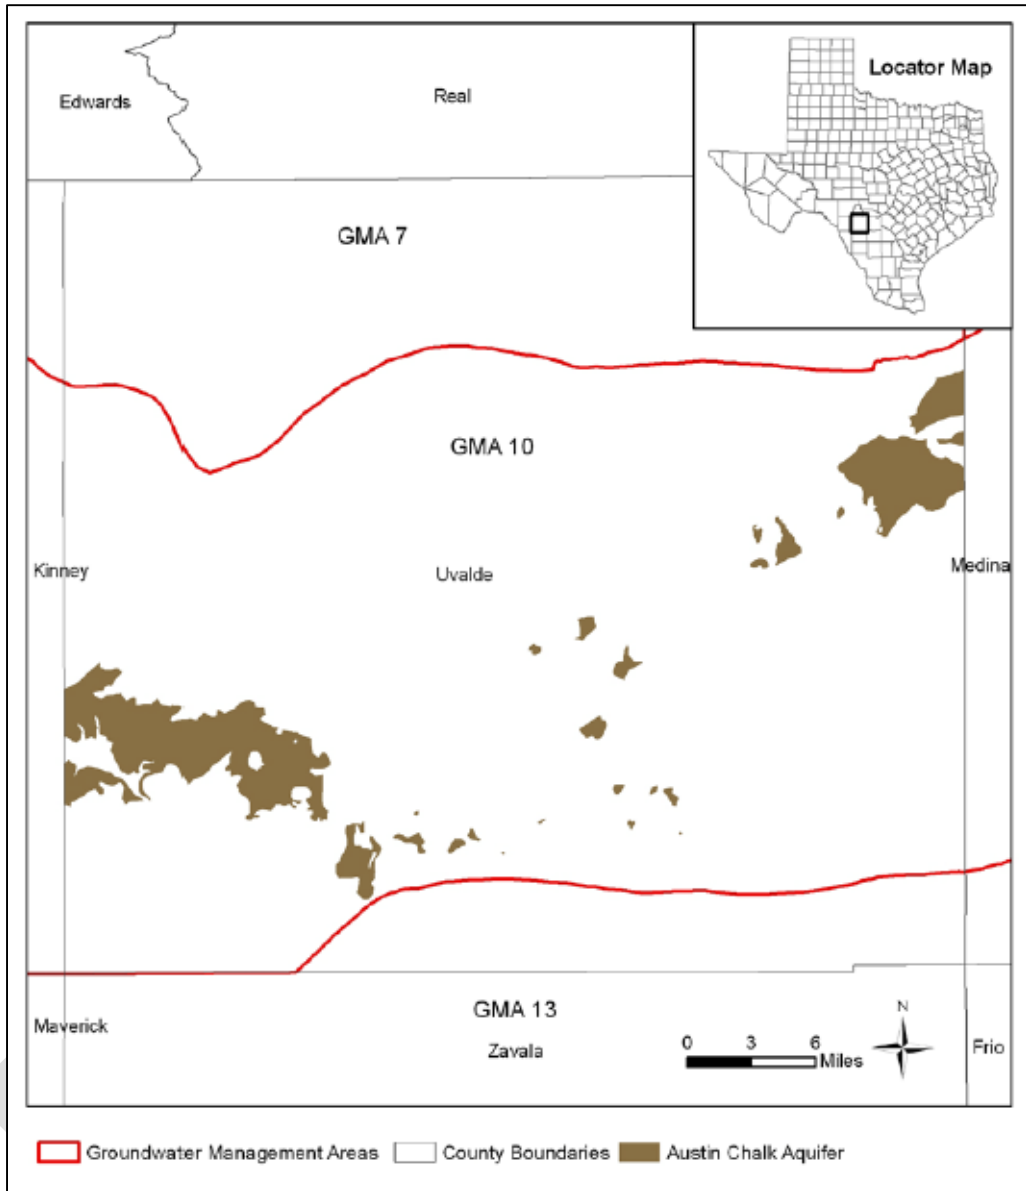 Locator Map
Edwards
Real
GMA 7
GMA 10
Kinney
Uvalde
Medina
GMA 13
Maverick
Zavala
Frio
N
0 3 6
Miles
Groundwater Management Areas
County Boundaries
Austin Chalk Aquifer